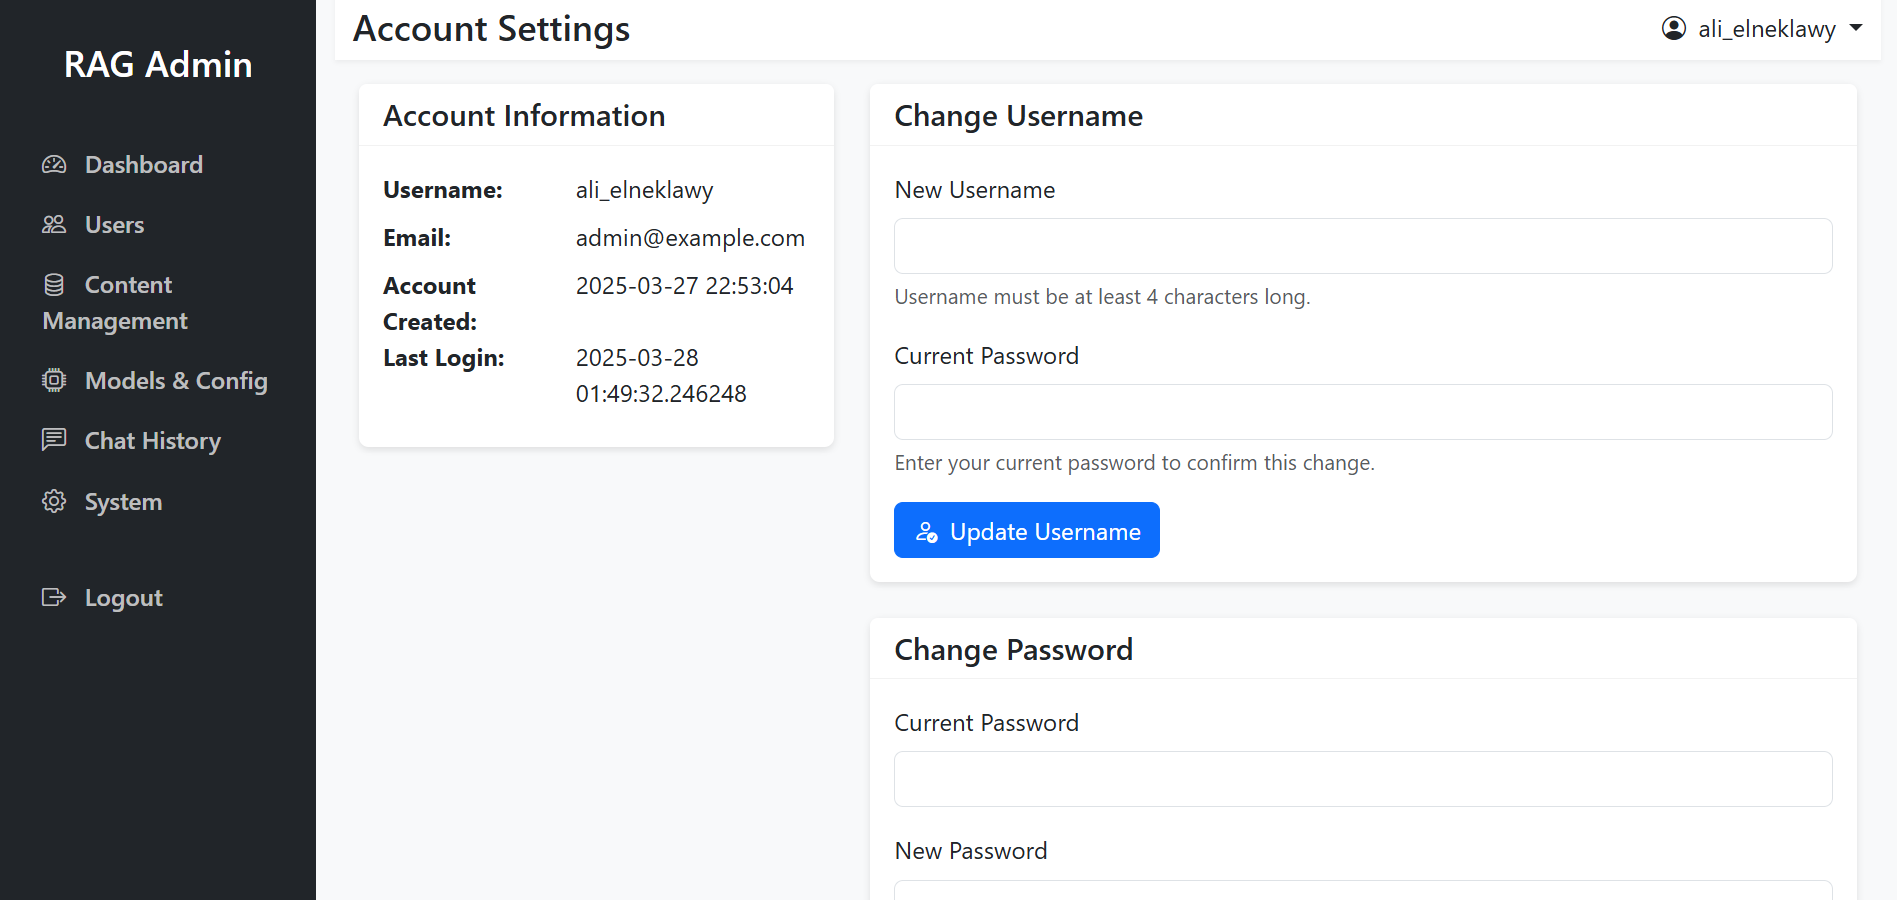 RAG Admin
Dashboard
Users
Content
Management
Models & Config
Chat History
System
Logout
Account Settings
ali_elneklawy
Account Information
Username: ali_elneklawy
Email: admin@example.com
Account 2025-03-27 22:53:04
Created:
Last Login: 2025-03-28
01:49:32.246248
Change Username
New Username
Username must be at least 4 characters long.
Current Password
Enter your current password to confirm this change.
Update Username
Change Password
Current Password
New Password